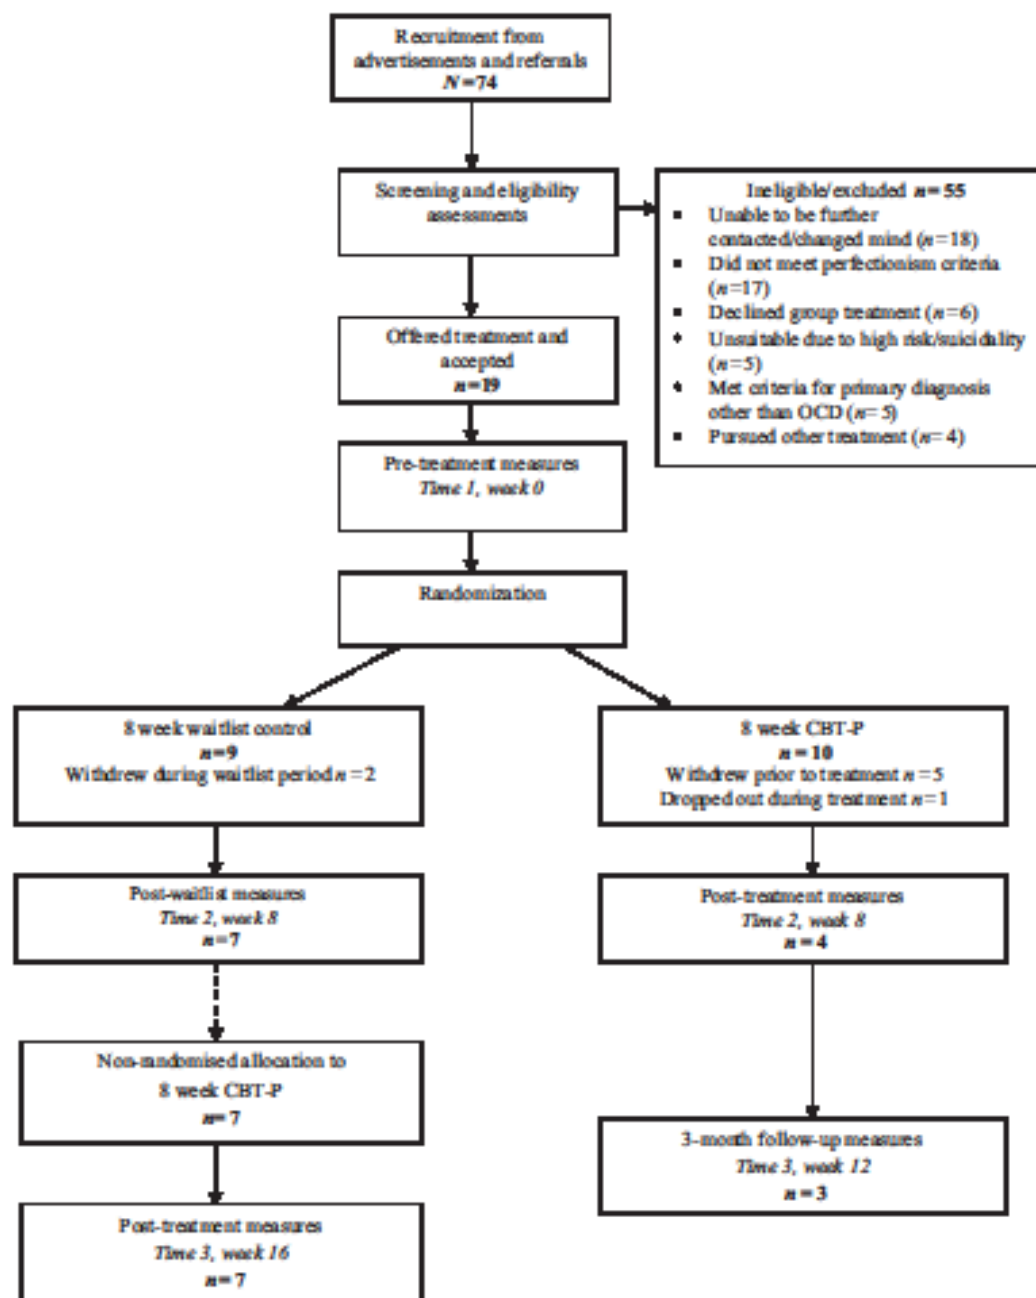 Recruitment from
advertisements and referrals
N=74
Screening and eligibility
assessments
Ineligible/excluded n=55
▪ Unable to be further
contacted/changed mind (n=18)
▪ Did not meet perfectionism criteria
(n=17)
▪ Declined group treatment (n=6)
♦ Unsuitable due to high risk/suicidality
(n=5)
♦ Met criteria for primary diagnosis
other than OCD (n=5)
▪ Pursued other treatment (n=4)
Offered treatment and
accepted
n=19
Pre-treatment measures
Time 1, week 0
Randomization
8 week waitlist control
n=9
Withdrew during waitlist period n=2
8 week CBT-P
n=10
Withdrew prior to treatment n=5
Dropped out during treatment n=1
Post-waitlist measures
Time 2, week 8
n=7
Post-treatment measures
Time 2, week 8
n=4
Non-randomised allocation to
8 week CBT-P
n=7
3-month follow-up measures
Time 3, week 12
n=3
Post-treatment measures
Time 3, week 16
n=7